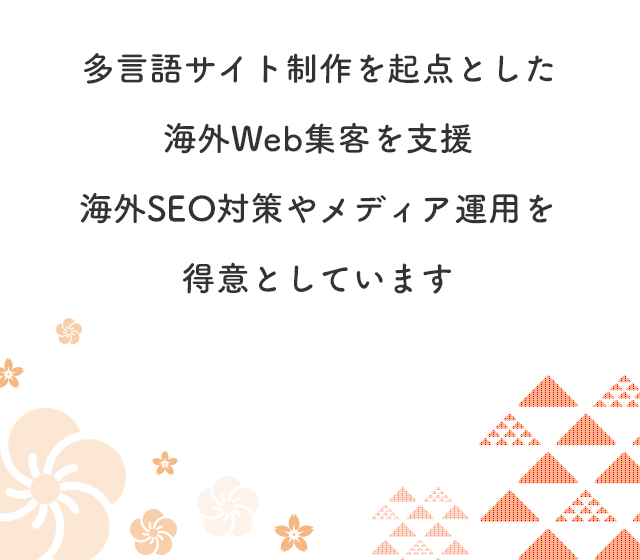 多言語サイト制作を起点とした
海外Web集客を支援
海外SEO対策やメディア運用を
得意としています